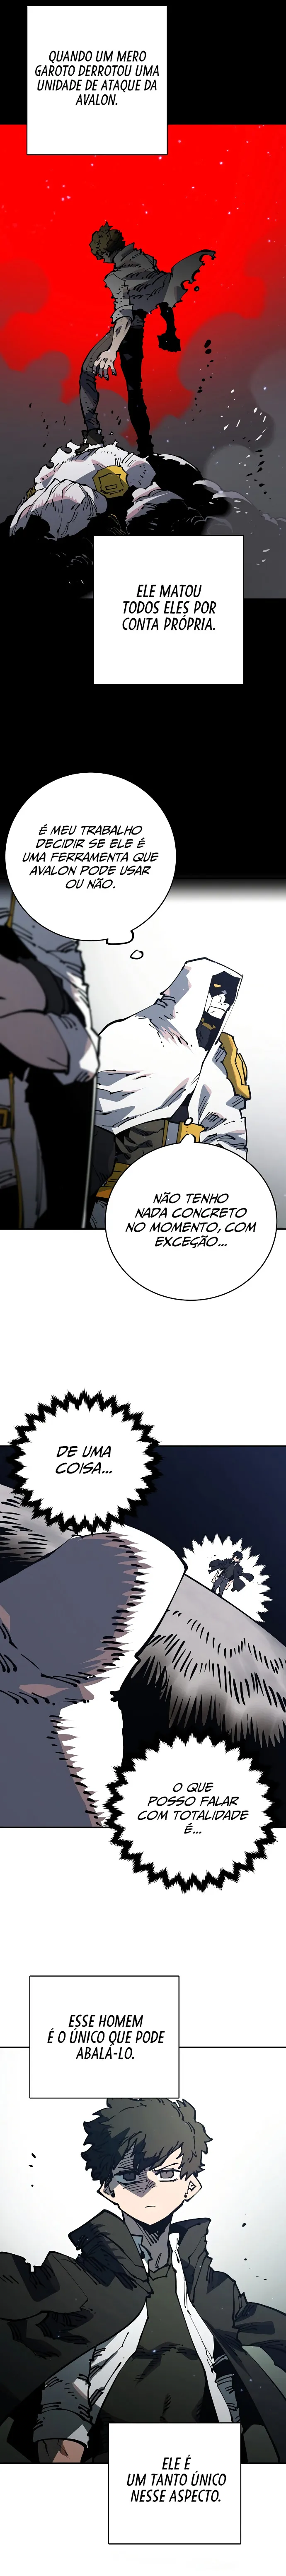 QUANDO UM MERO
GAROTO DERROTOU UMA
UNIDADE DE ATAQUE DA
AVALON.
ELE MATOU
TODOS ELES POR
CONTA PRÓPRIA.
É MEU TRABALHO
DECIDIR SE ELE É
UMA FERRAMENTA QUE
AVALON PODE USAR
OU NÃO.
NÃO TENHO
NADA CONCRETO
NO MOMENTO, COM
EXCEÇÃO...
DE UMA
COISA...
O QUE
POSSO FALAR
COM TOTALIDADE
É...
ESSE HOMEM
É O ÚNICO QUE PODE
ABALÁ-LO.
ELE É
UM TANTO ÚNICO
NESSE ASPECTO.